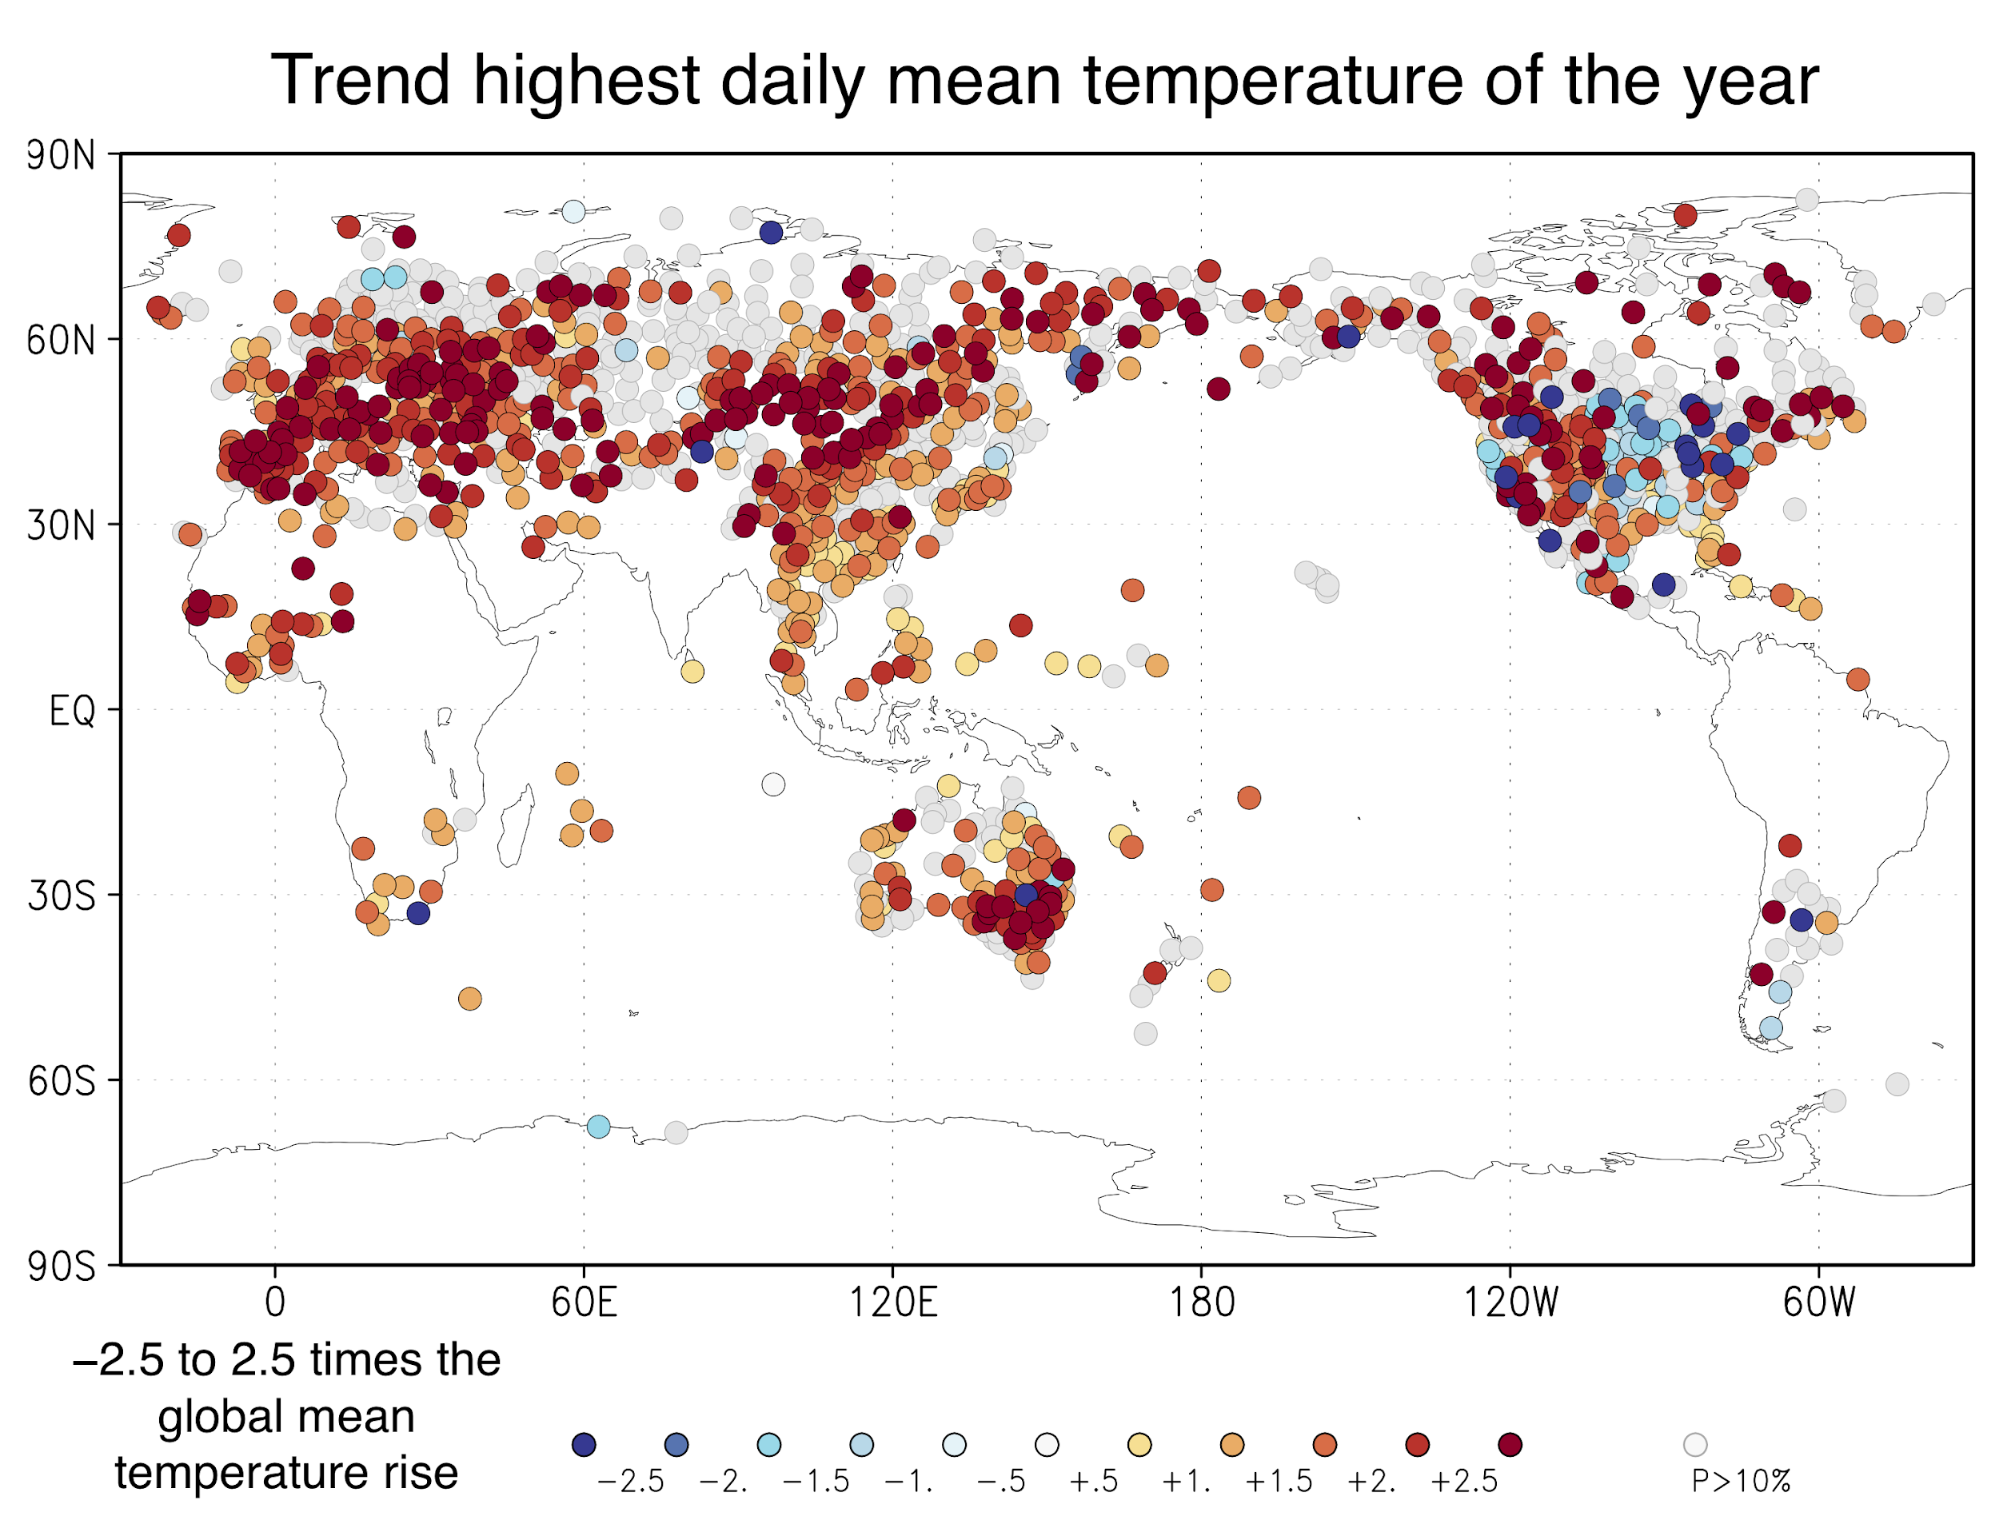 Trend highest daily mean temperature of the year
90N
60N
30N
EQ
30S
60S
90S
0 60E 120E 180 120W 60W
−2.5 to 2.5 times the
global mean
temperature rise
−2.5 −2. −1.5 −1. −.5 +.5 +1. +1.5 +2. +2.5 P>10%